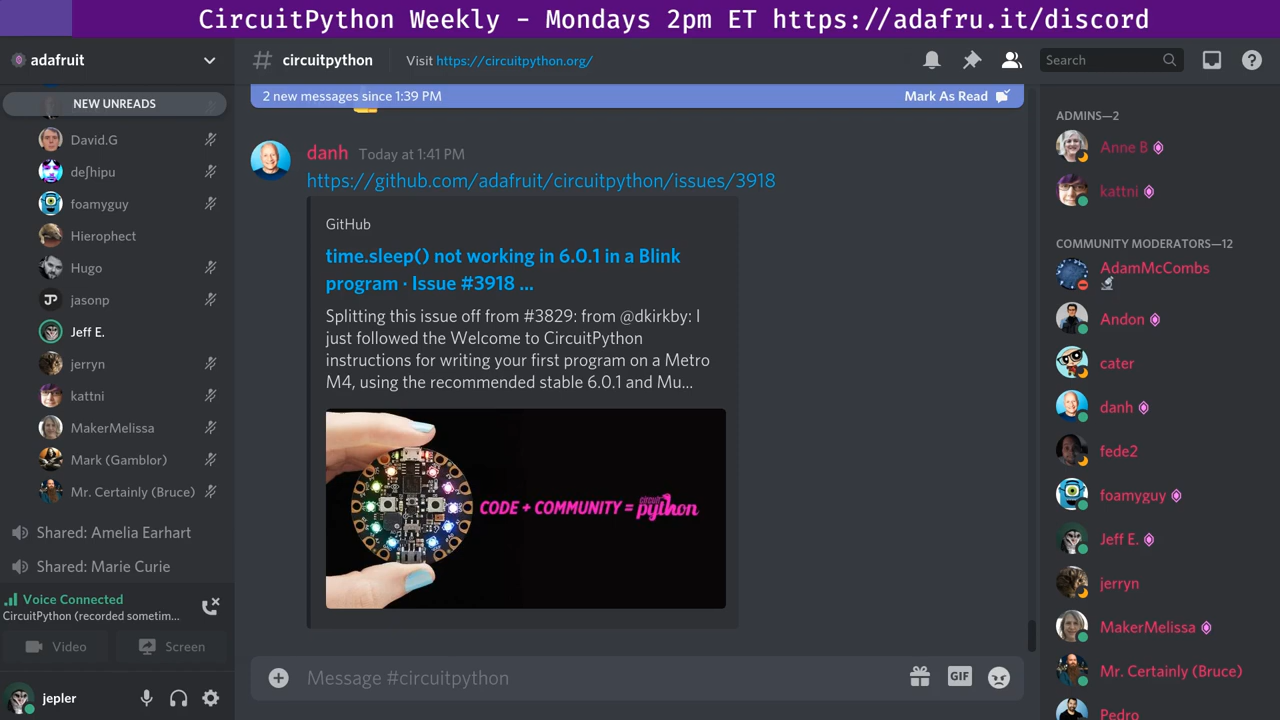 CircuitPython Weekly - Mondays 2pm ET https://adafru.it/discord
adafruit
NEW UNREADS
David.G
deʃhipu
foamyguy
Hierophect
Hugo
jasonp
Jeff E.
jerryn
kattni
MakerMelissa
Mark (Gamblor)
Mr. Certainly (Bruce)
Shared: Amelia Earhart
Shared: Marie Curie
Voice Connected
CircuitPython (recorded sometim...
Video
Screen
jepler
# circuitpython
Visit https://circuitpython.org/
Search
2 new messages since 1:39 PM
Mark As Read
danh Today at 1:41 PM
https://github.com/adafruit/circuitpython/issues/3918
GitHub
time.sleep() not working in 6.0.1 in a Blink
program · Issue #3918 ...
Splitting this issue off from #3829: from @dkirkby: I
just followed the Welcome to CircuitPython
instructions for writing your first program on a Metro
M4, using the recommended stable 6.0.1 and Mu...
CODE + COMMUNITY = circuit python
Message #circuitpython
GIF
ADMINS—2
Anne B
kattni
COMMUNITY MODERATORS—12
AdamMcCombs
Andon
cater
danh
fede2
foamyguy
Jeff E.
jerryn
MakerMelissa
Mr. Certainly (Bruce)
Pedro